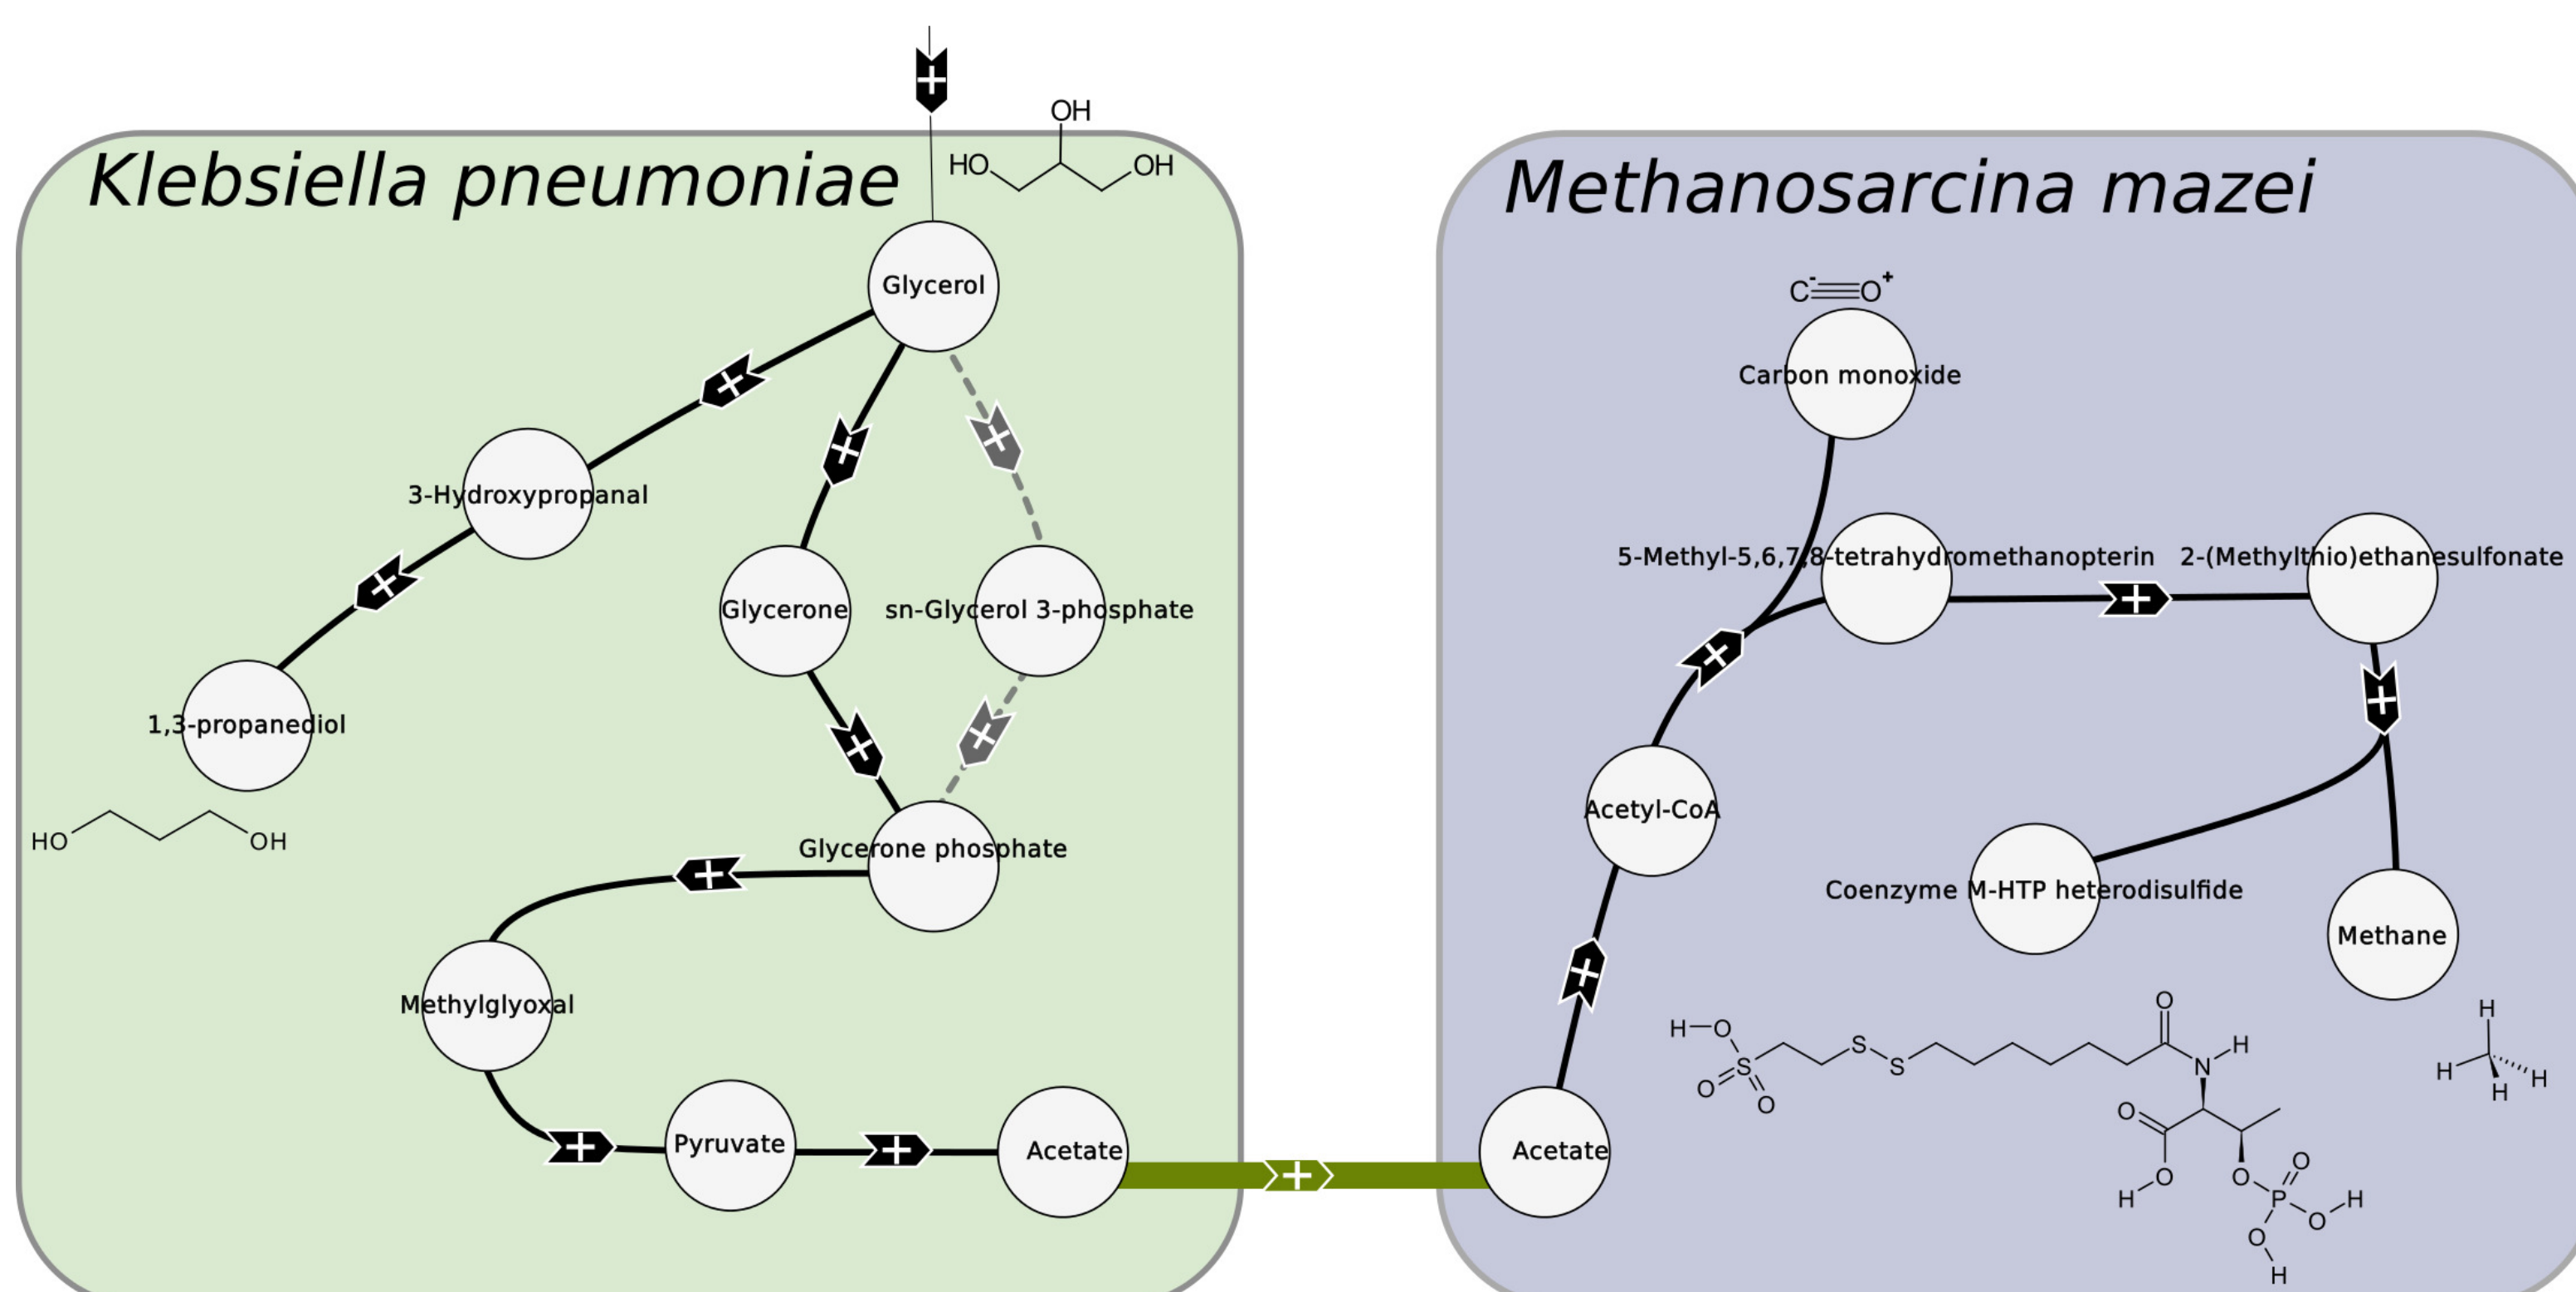 Klebsiella pneumoniae
+
OH
HO
OH
Glycerol
+
+
+
3-Hydroxypropanal
+
Glycerone
sn-Glycerol 3-phosphate
1,3-propanediol
+
+
HO
OH
Glycerone phosphate
+
Methylglyoxal
+
Pyruvate
+
Acetate
+
Methanosarcina mazei
C-
O+
Carbon monoxide
5-Methyl-5,6,7,8-tetrahydromethanopterin
2-(Methylthio)ethanesulfonate
+
+
+
Acetyl-CoA
Coenzyme M-HTP heterodisulfide
Methane
+
Acetate
H
O
S
O
O
S
S
O
N
H
O
O
H
O
P
O
O
H
O
H
H
H
H
H